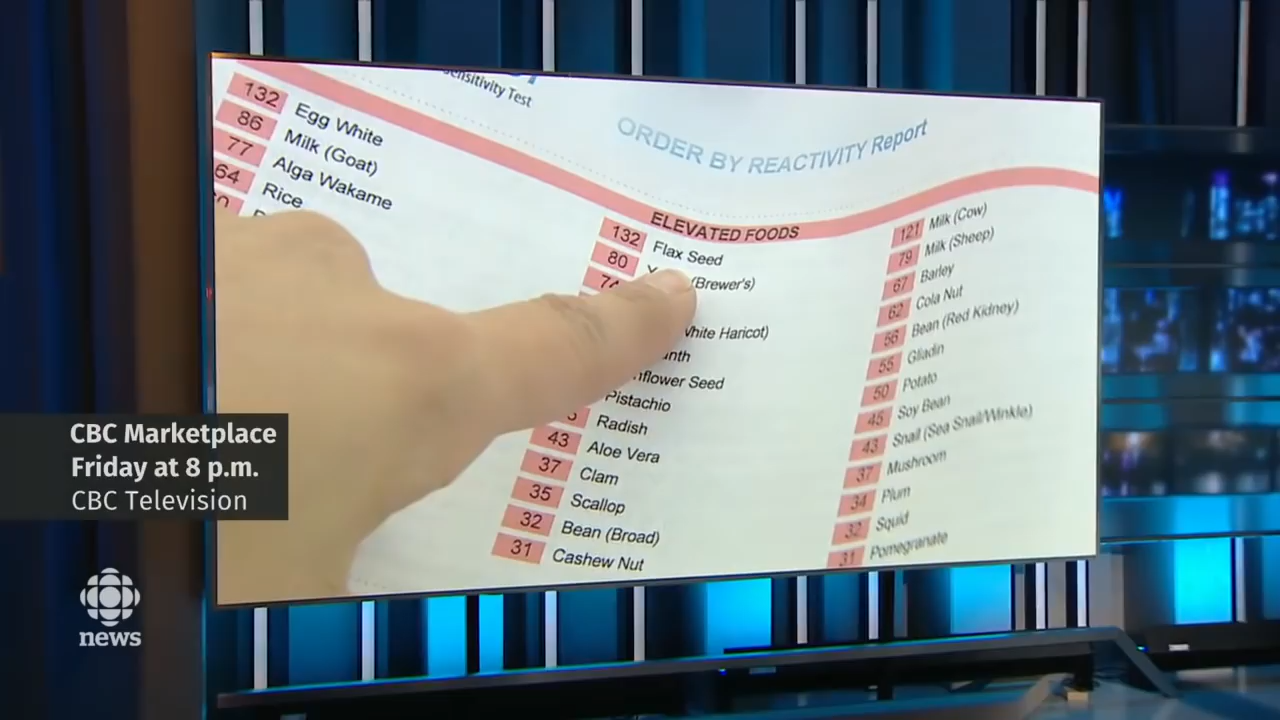 ensitivity Test
ORDER BY REACTIVITY Report
132 Egg White
86 Milk (Goat)
77 Alga Wakame
64 Rice
ELEVATED FOODS
132 Flax Seed
80 (Brewer's)
74
White Haricot)
anth
nflower Seed
Pistachio
Radish
43 Aloe Vera
37 Clam
35 Scallop
32 Bean (Broad)
31 Cashew Nut
121 Milk (Cow)
79 Milk (Sheep)
67 Barley
62 Cola Nut
56 Bean (Red Kidney)
55 Gliadin
50 Potato
45 Soy Bean
43 Snail (Sea Snail/Winkle)
37 Mushroom
34 Plum
32 Squid
31 Pomegranate
CBC Marketplace
Friday at 8 p.m.
CBC Television
news